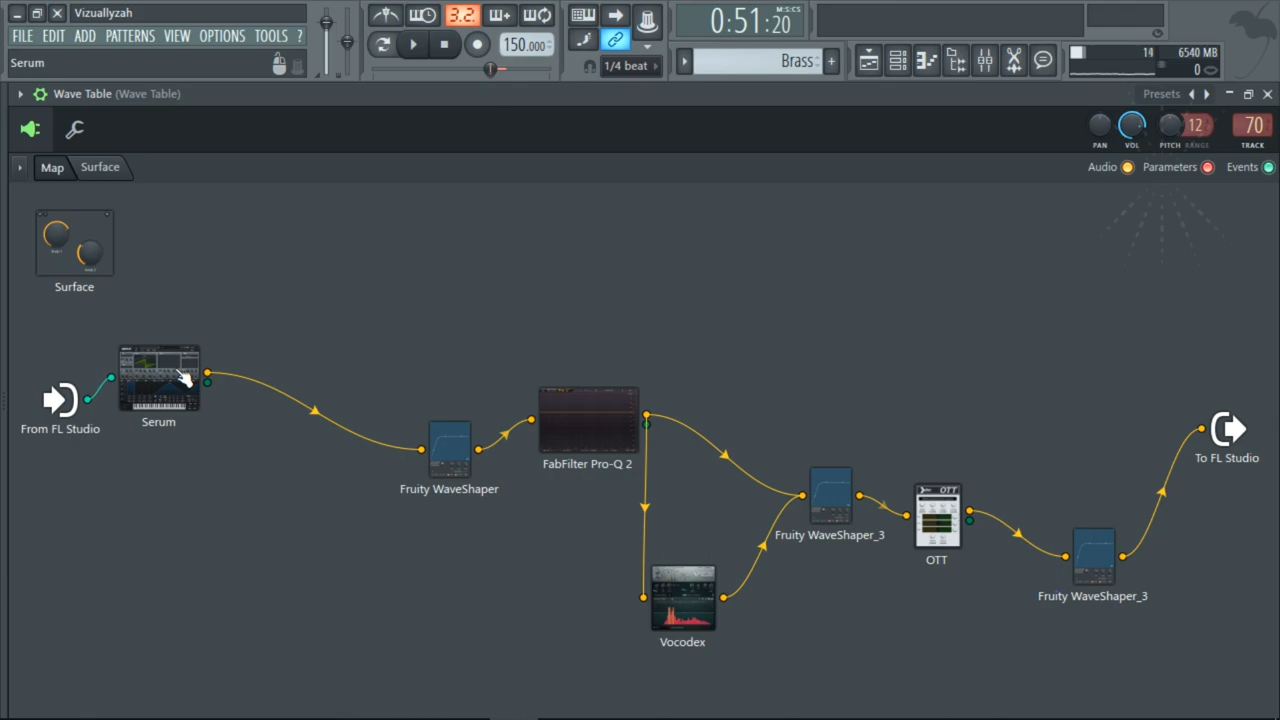 Vizuallyzah
FILE EDIT ADD PATTERNS VIEW OPTIONS TOOLS ?
Serum
3.2.
150.000
1/4 beat
0:51:20
M:S:CS
Brass
14
6540 MB
0
Wave Table (Wave Table)
Presets
PAN
VOL
PITCH
12
RANGE
70
TRACK
Map
Surface
Audio
Parameters
Events
Surface
From FL Studio
Serum
Fruity WaveShaper
FabFilter Pro-Q 2
Vocodex
Fruity WaveShaper_3
OTT
OTT
Fruity WaveShaper_3
To FL Studio